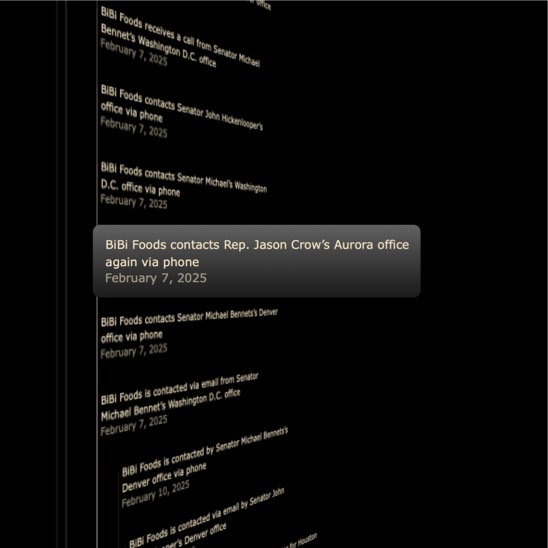 office
BiBi Foods receives a call from Senator Michael
Bennet's Washington D.C. office
February 7, 2025
BiBi Foods contacts Senator John Hickenlooper's
office via phone
February 7, 2025
BiBi Foods contacts Senator Michael's Washington
D.C. office via phone
February 7, 2025
BiBi Foods contacts Rep. Jason Crow's Aurora office
again via phone
February 7, 2025
BiBi Foods contacts Senator Michael Bennets's Denver
office via phone
February 7, 2025
BiBi Foods is contacted via email from Senator
Michael Bennet's Washington D.C. office
February 7, 2025
BiBi Foods is contacted by Senator Michael Bennets's
Denver office via phone
February 10, 2025
BiBi Foods is contacted via email by Senator John
per's Denver office
for Houston